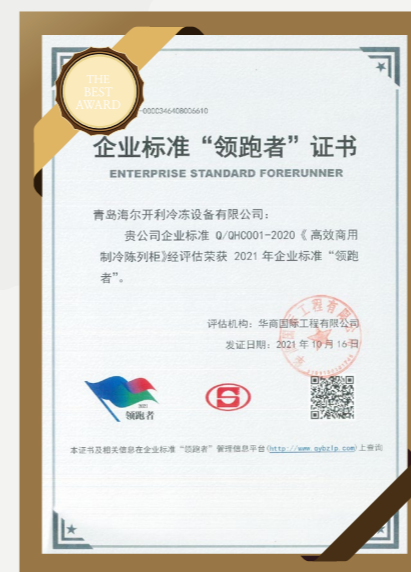 THE
BEST
AWARD
-0000346408006610
企业标准“领跑者”证书
ENTERPRISE STANDARD FORERUNNER
青岛海尔开利冷冻设备有限公司：
贵公司企业标准 Q/QHC001-2020《高效商用
制冷陈列柜》经评估荣获 2021 年企业标准“领跑
者”。
评估机构：华商国际工程有限公司
发证日期：2021 年 10 月 16 日
2021
领跑者
S
本证书及相关信息在企业标准“领跑者”管理信息平台(http://www.qybzlp.com)上查询